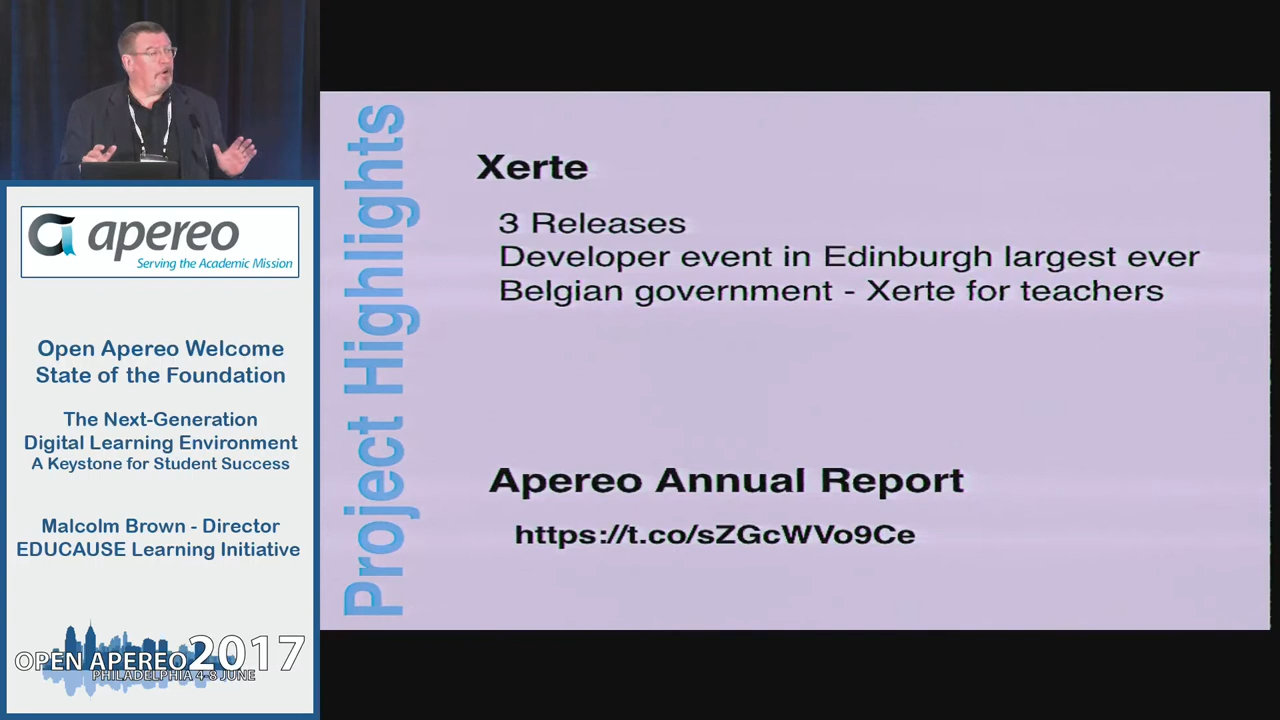 apereo
Serving the Academic Mission
Open Apereo Welcome
State of the Foundation
The Next-Generation
Digital Learning Environment
A Keystone for Student Success
Malcolm Brown - Director
EDUCAUSE Learning Initiative
OPEN APEREO 2017
PHILADELPHIA 4-8 JUNE
Project Highlights
Xerte
3 Releases
Developer event in Edinburgh largest ever
Belgian government - Xerte for teachers
Apereo Annual Report
https://t.co/sZGcWVo9Ce